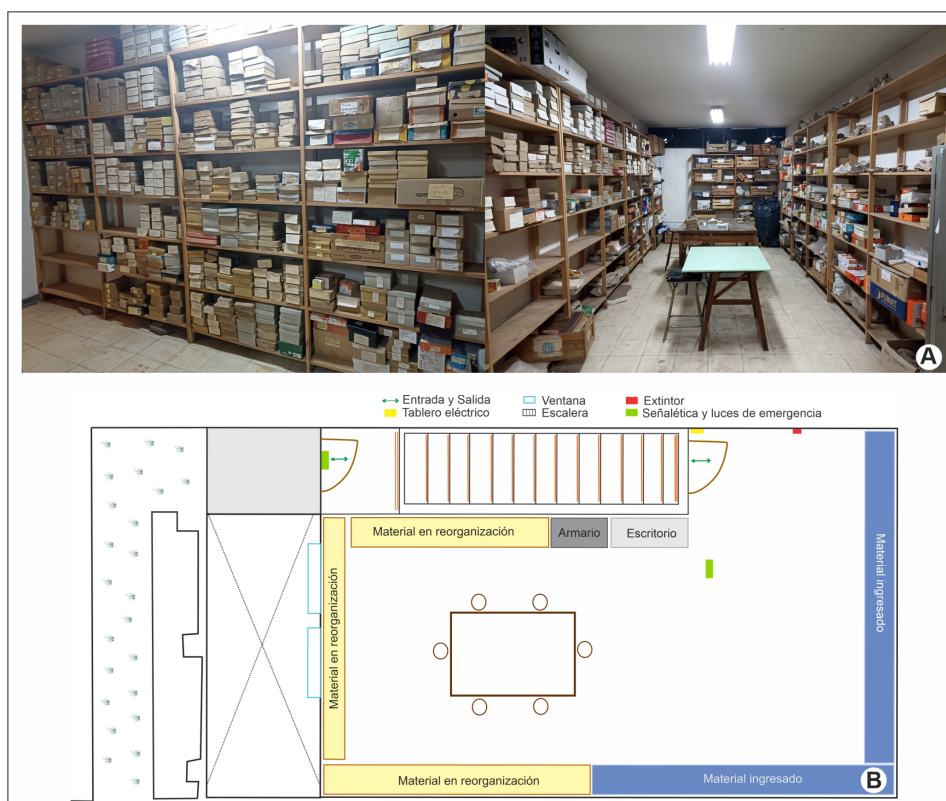 A
Entrada y Salida
Ventana
Extintor
Tablero eléctrico
Escalera
Señalética y luces de emergencia
Material en reorganización
Armario
Escritorio
Material en reorganización
Material ingresado
Material en reorganización
Material ingresado
B